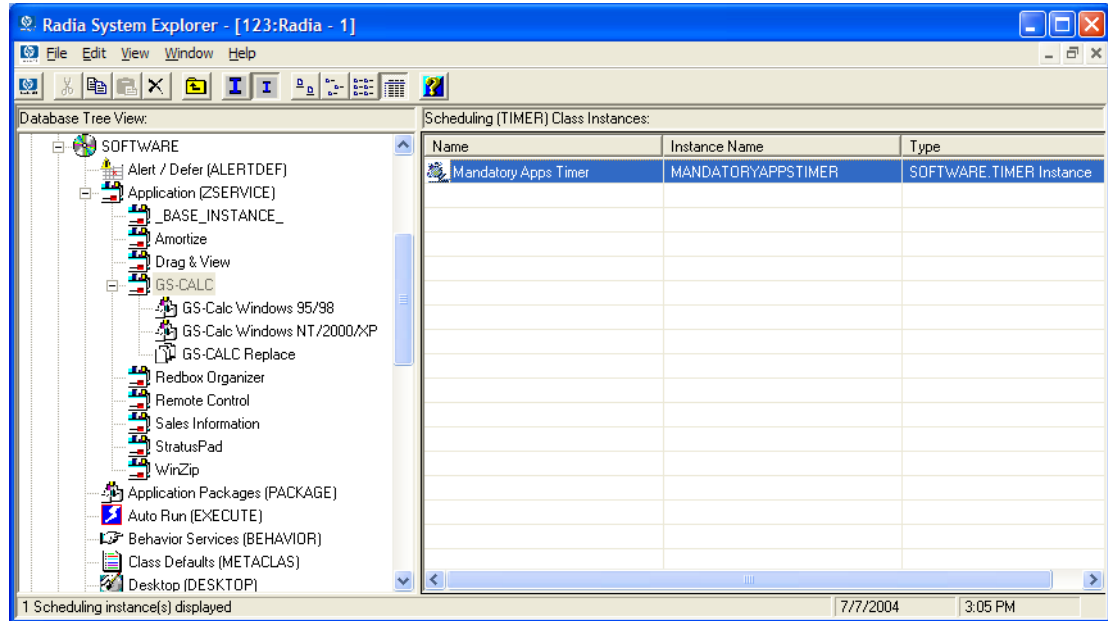 Radia System Explorer - [123:Radia - 1]
File Edit View Window Help
Database Tree View:
Scheduling (TIMER) Class Instances:
SOFTWARE
Alert / Defer (ALERTDEF)
Application (ZSERVICE)
_BASE_INSTANCE_
Amortize
Drag & View
GS-CALC
GS-Calc Windows 95/98
GS-Calc Windows NT/2000/XP
GS-CALC Replace
Redbox Organizer
Remote Control
Sales Information
StratusPad
WinZip
Application Packages (PACKAGE)
Auto Run (EXECUTE)
Behavior Services (BEHAVIOR)
Class Defaults (METACLAS)
Desktop (DESKTOP)
Name Instance Name Type
Mandatory Apps Timer MANDATORYAPPSTIMER SOFTWARE.TIMER Instance
1 Scheduling instance(s) displayed 7/7/2004 3:05 PM